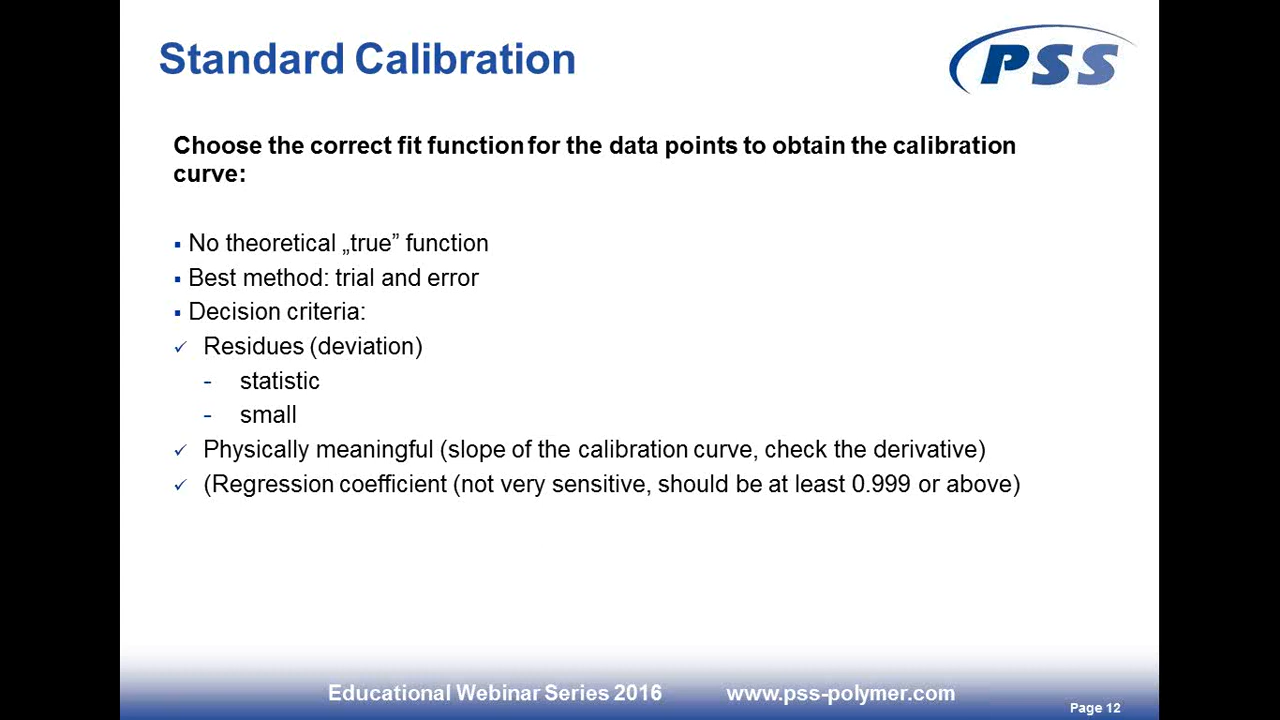 Standard Calibration
PSS
Choose the correct fit function for the data points to obtain the calibration
curve:
▪ No theoretical „true” function
▪ Best method: trial and error
▪ Decision criteria:
✓ Residues (deviation)
- statistic
- small
✓ Physically meaningful (slope of the calibration curve, check the derivative)
✓ (Regression coefficient (not very sensitive, should be at least 0.999 or above)
Educational Webinar Series 2016 www.pss-polymer.com
Page 12